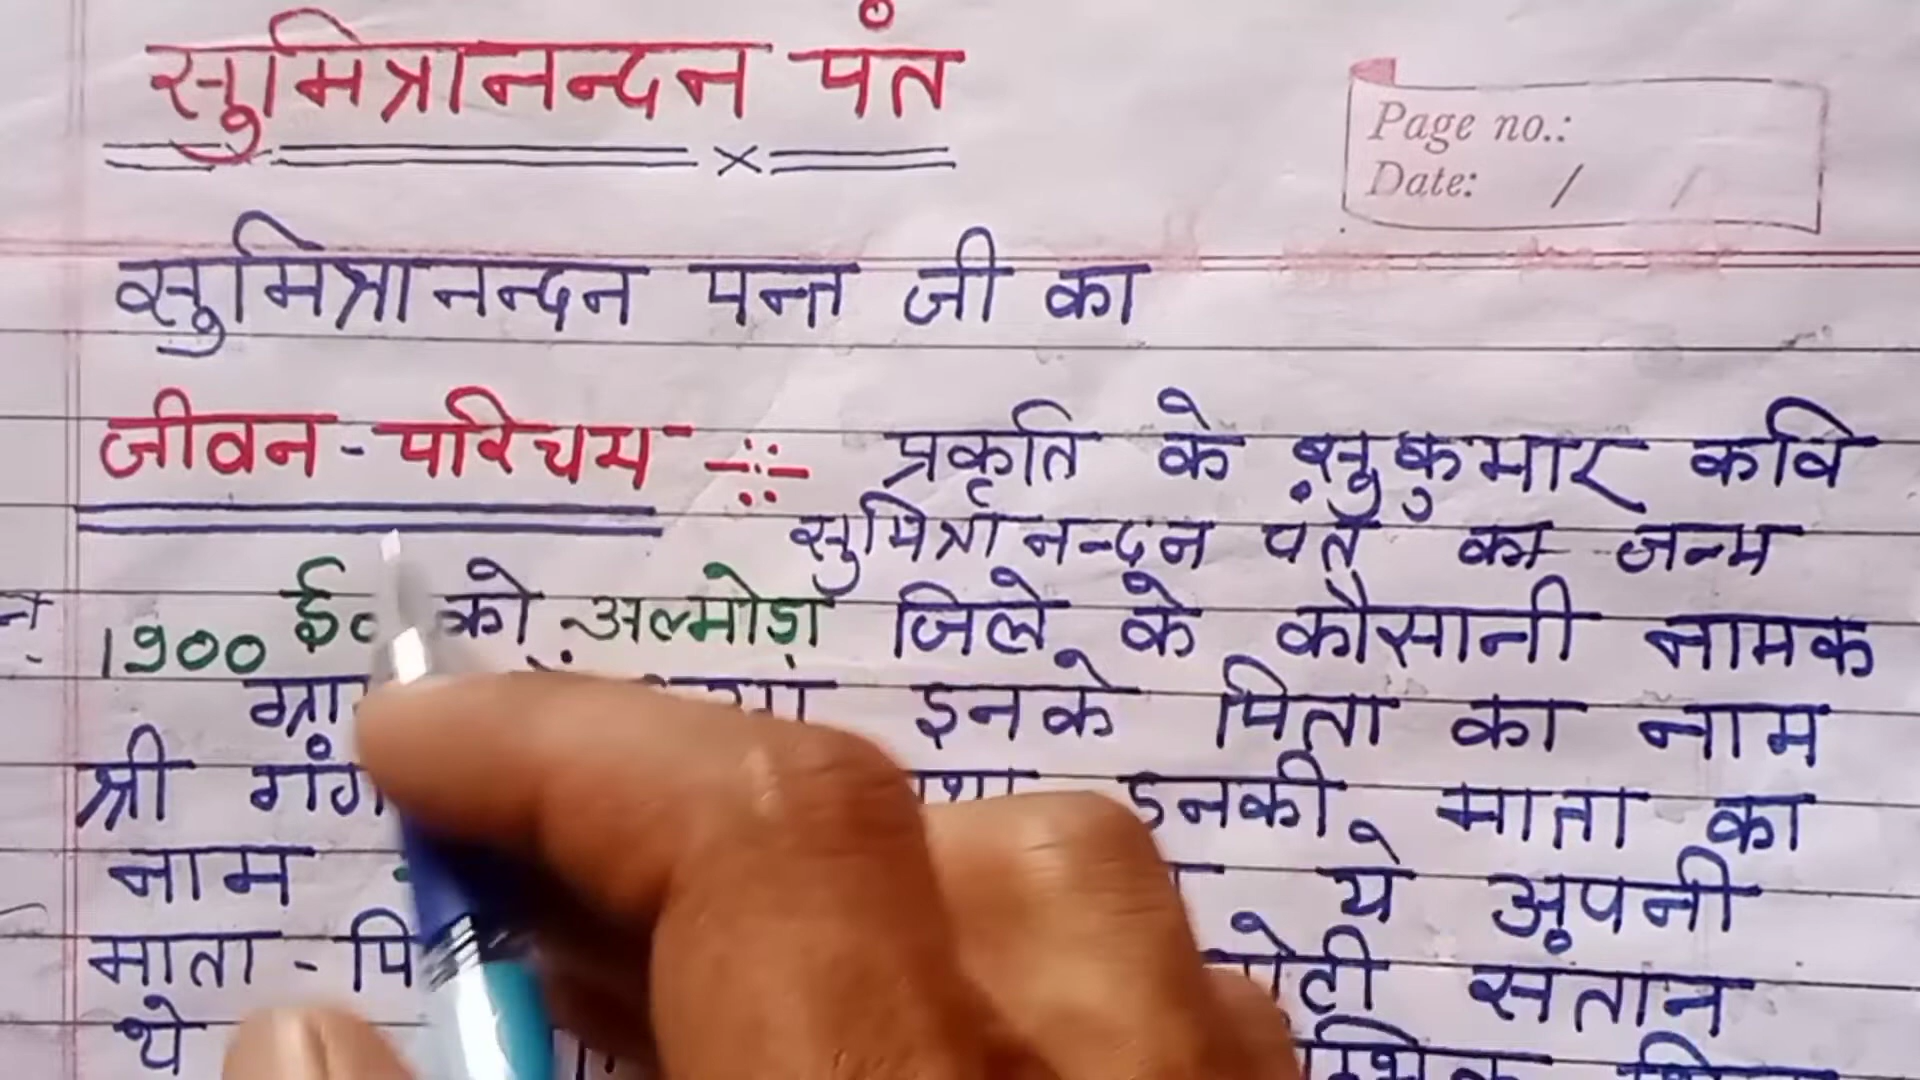 सुमित्रानन्दन पंत
Page no.:
Date: / /
सुमित्रानन्दन पन्त जी का
जीवन-परिचय -:- प्रकृति के सुकुमार कवि
सुमित्रानन्दन पंत का जन्म
1900 ई० को अल्मोड़ा जिले के कौसानी नामक
इनके पिता का नाम
श्री इनकी माता का
नाम ये अपनी
माता- संतान
थे